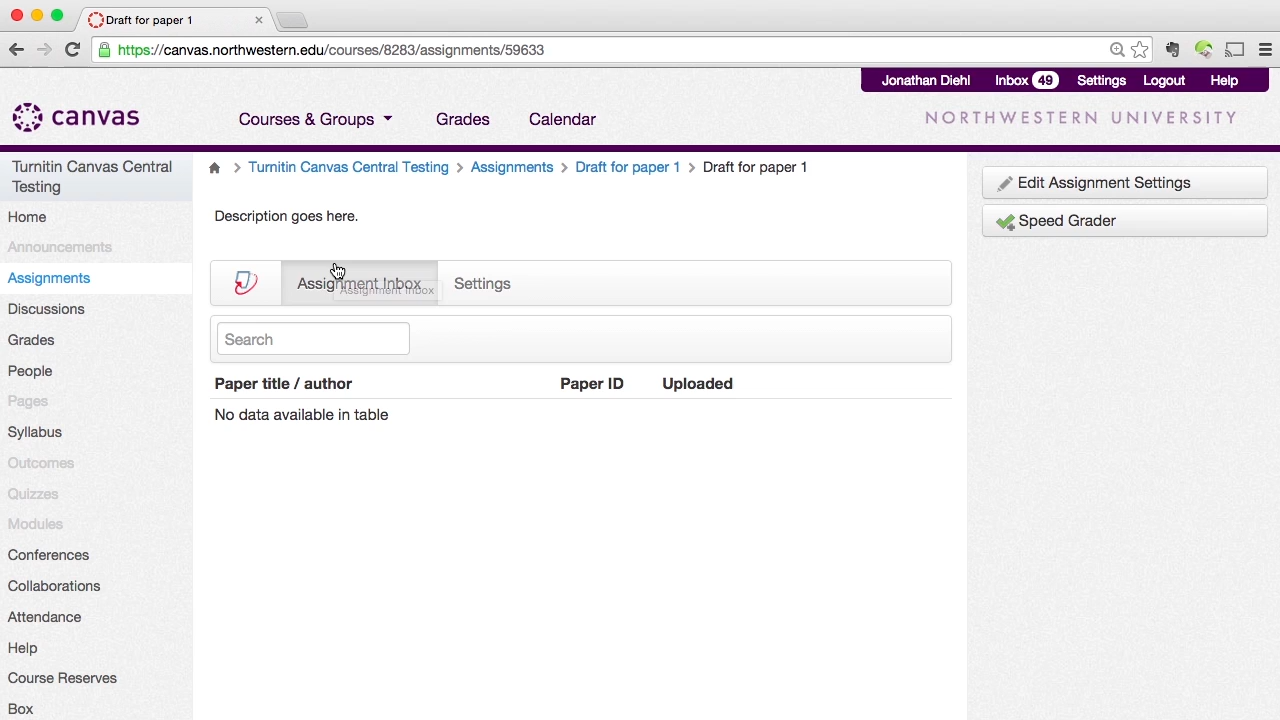 Draft for paper 1
https://canvas.northwestern.edu/courses/8283/assignments/59633
Jonathan Diehl Inbox 49 Settings Logout Help
canvas
Courses & Groups Grades Calendar
NORTHWESTERN UNIVERSITY
Turnitin Canvas Central
Testing
Home
Announcements
Assignments
Discussions
Grades
People
Pages
Syllabus
Outcomes
Quizzes
Modules
Conferences
Collaborations
Attendance
Help
Course Reserves
Box
Turnitin Canvas Central Testing > Assignments > Draft for paper 1 > Draft for paper 1
Description goes here.
Assignment Inbox Settings
Assignment Inbox
Search
Paper title / author Paper ID Uploaded
No data available in table
Edit Assignment Settings
Speed Grader